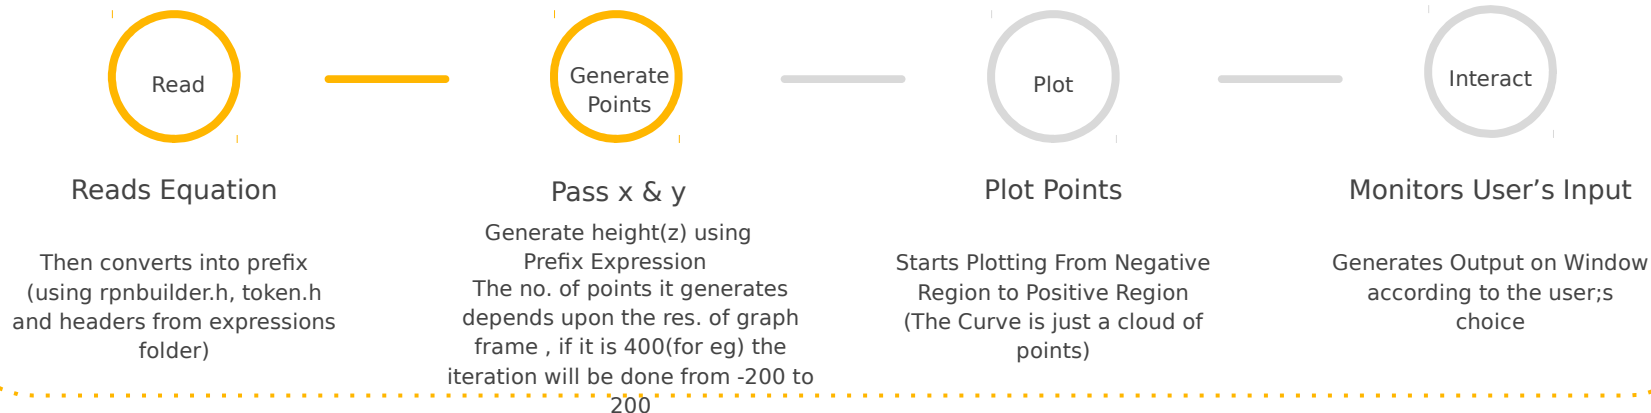 Read
Generate
Points
Plot
Interact
Reads Equation
Then converts into prefix
(using rpnbuilder.h, token.h
and headers from expressions
folder)
Pass x & y
Generate height(z) using
Prefix Expression
The no. of points it generates
depends upon the res. of graph
frame , if it is 400(for eg) the
iteration will be done from -200 to
200
Plot Points
Starts Plotting From Negative
Region to Positive Region
(The Curve is just a cloud of
points)
Monitors User’s Input
Generates Output on Window
according to the user;s
choice